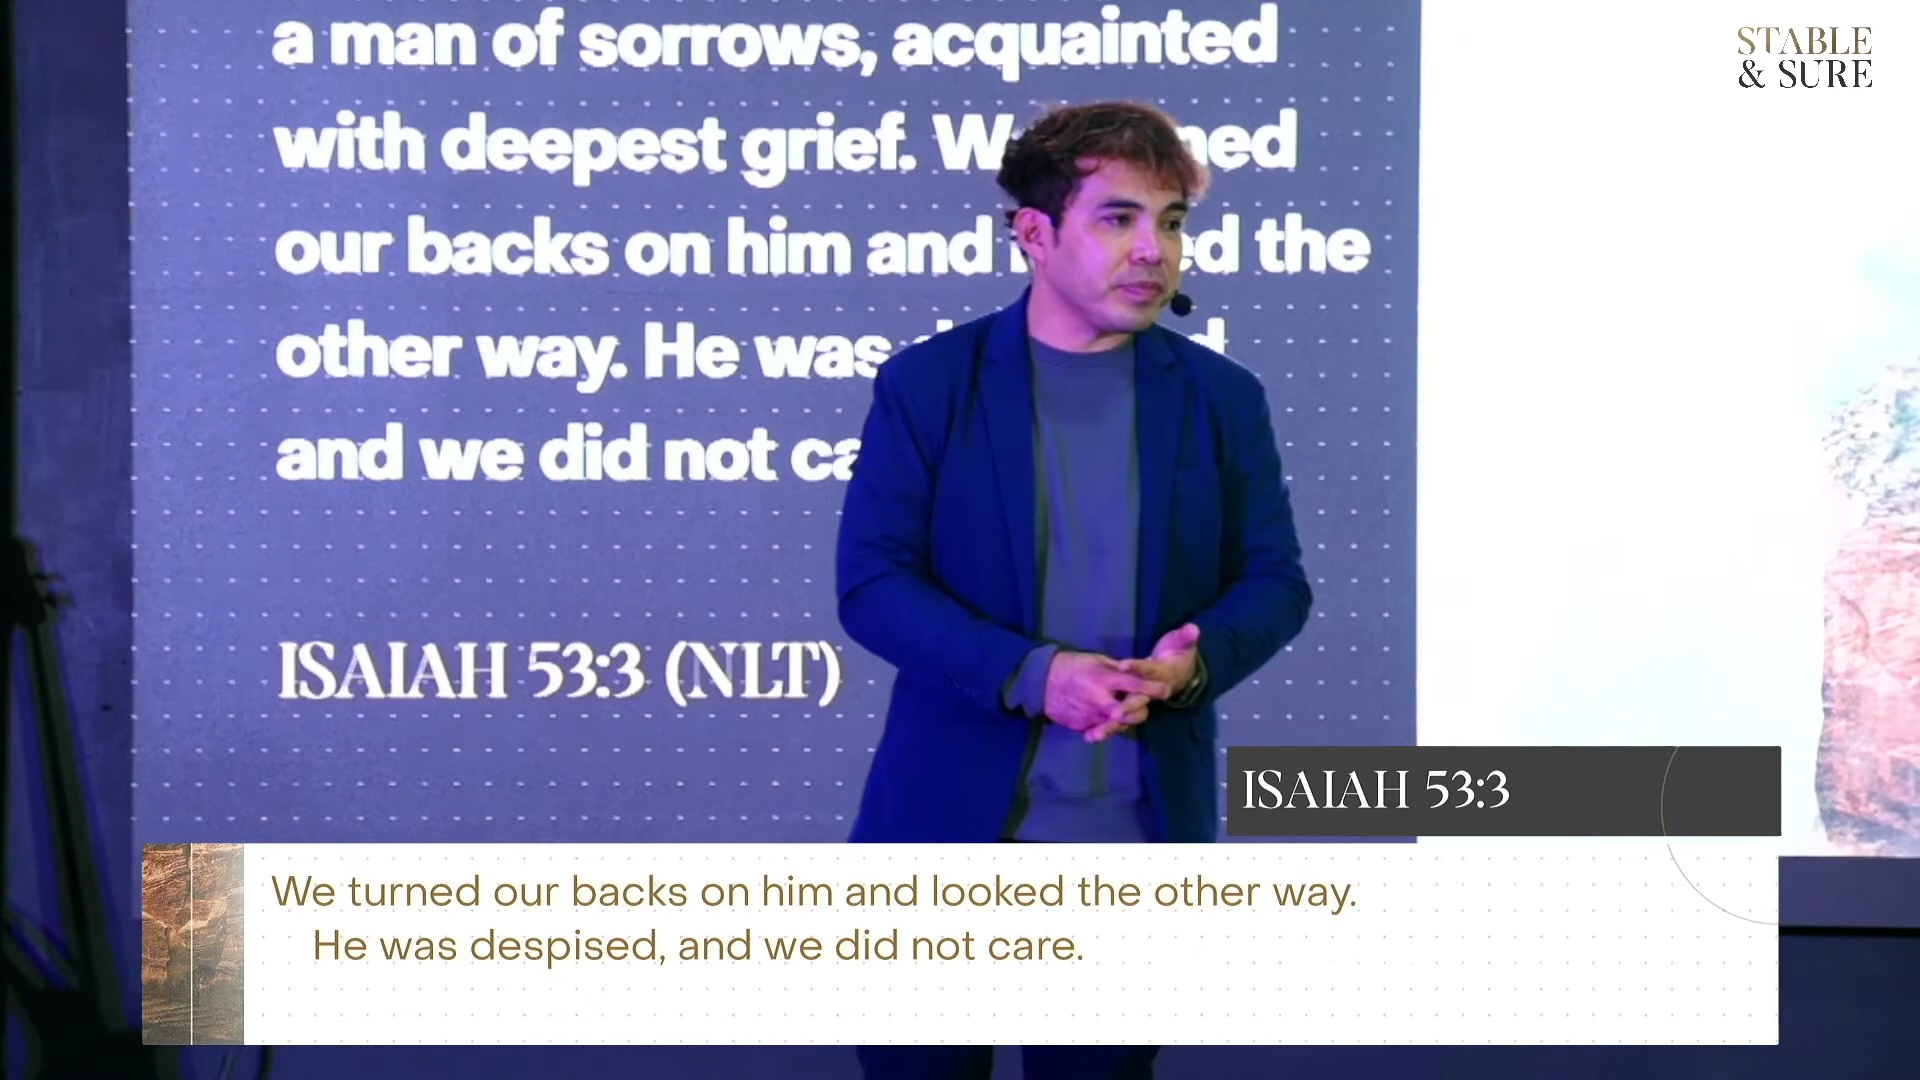 a man of sorrows, acquainted
with deepest grief.
our backs on him and the
other way. He was
and we did not
ISAIAH 53:3 (NLT)
STABLE
& SURE
ISAIAH 53:3
We turned our backs on him and looked the other way.
He was despised, and we did not care.